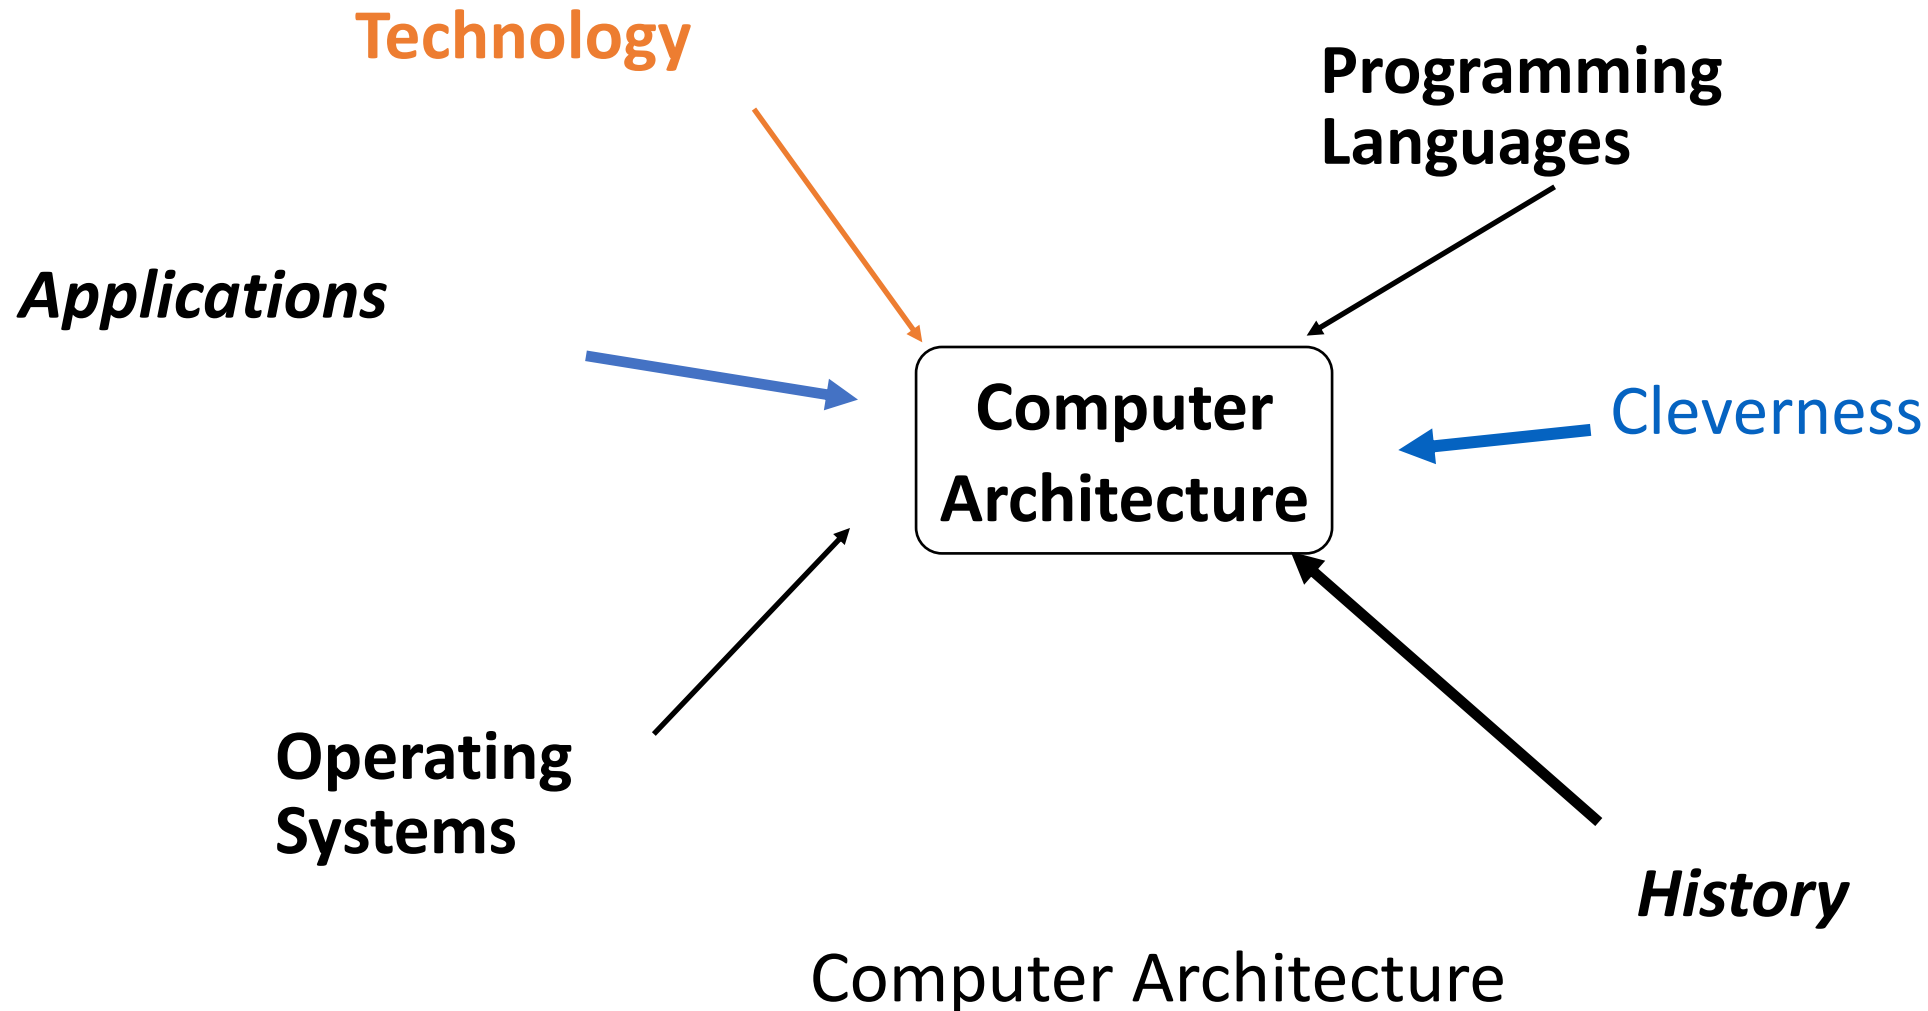 Technology
Programming
Languages
Applications
Computer
Architecture
Cleverness
Operating
Systems
History
Computer Architecture